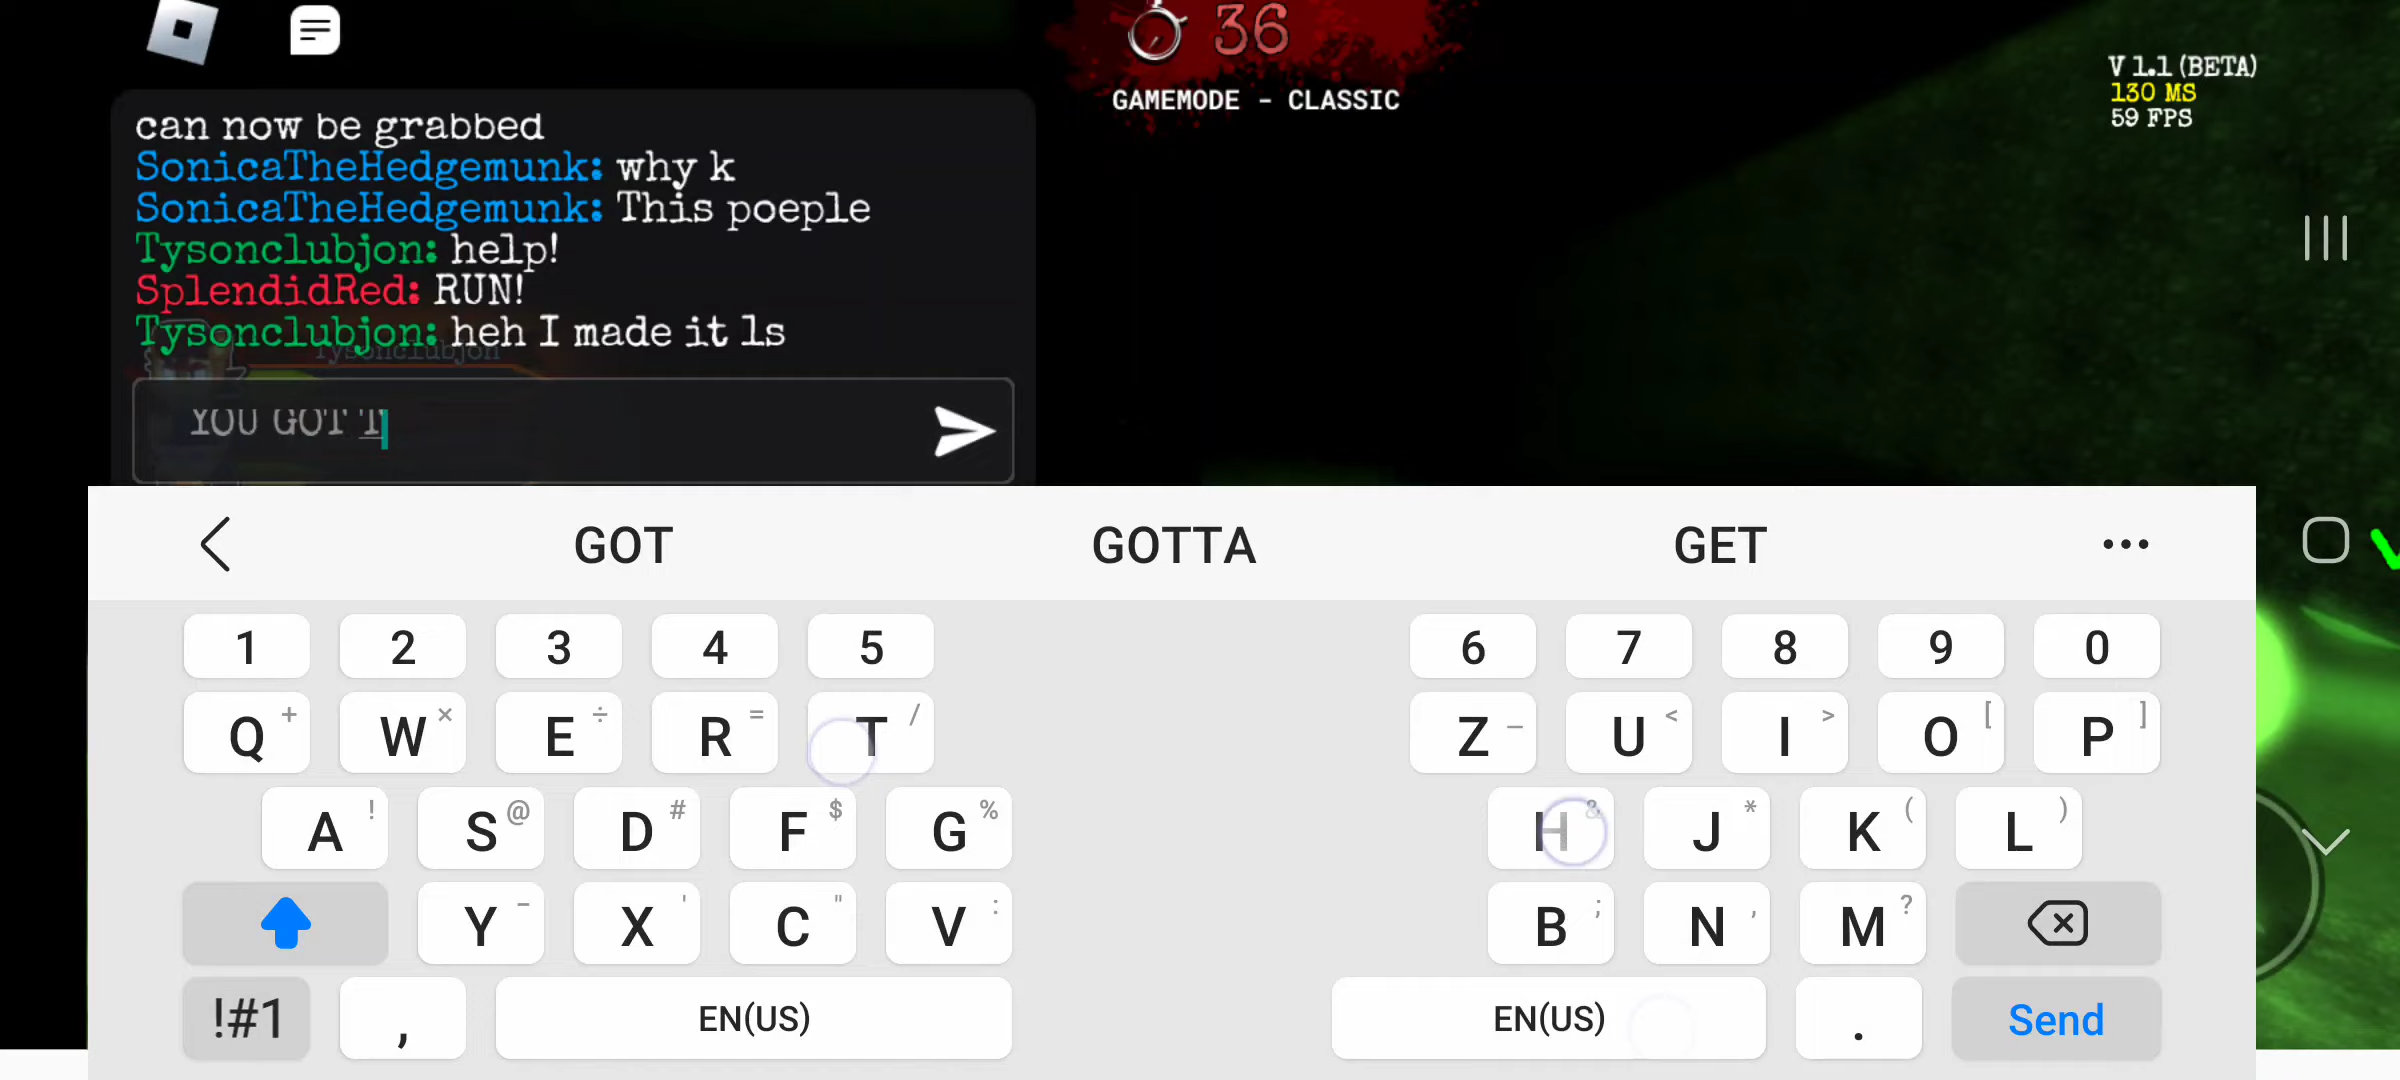 36
GAMEMODE - CLASSIC
V 1.1 (BETA)
130 MS
59 FPS
can now be grabbed
SonicaTheHedgemunk: why k
SonicaTheHedgemunk: This poeple
Tysonclubjon: help!
SplendidRed: RUN!
Tysonclubjon: heh I made it ls
Tysonclubjon
YOU GOT T
GOT GOTTA GET
1 2 3 4 5 6 7 8 9 0
Q + W × E ÷ R = T / Z _ U < I > O [ P ]
A ! S @ D # F $ G % H & J * K ( L )
Y - X ' C " V : B ; N , M ?
!#1 , EN(US) EN(US) . Send